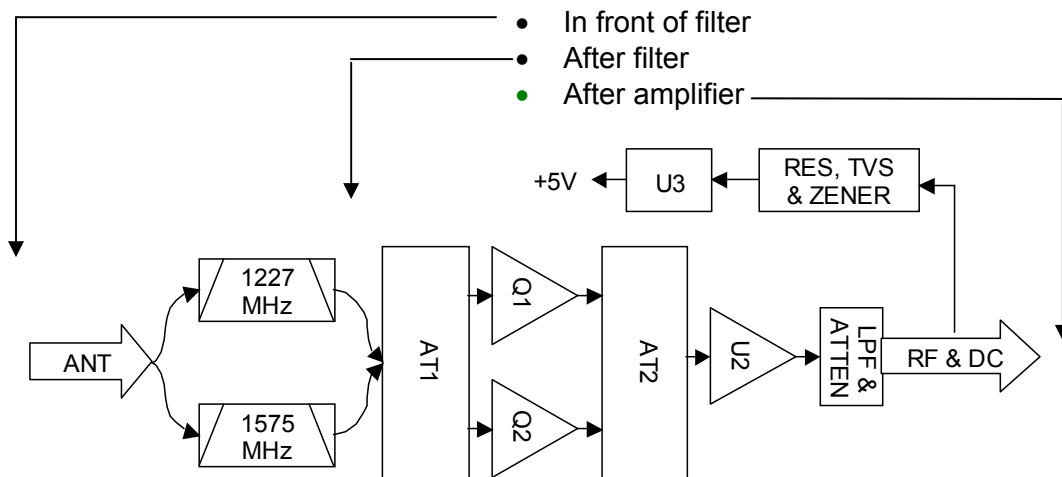 In front of filter
After filter
After amplifier
+5V
U3
RES, TVS
& ZENER
1227
MHz
Q1
ANT
AT1
AT2
U2
LPF &
ATTEN
RF & DC
1575
MHz
Q2